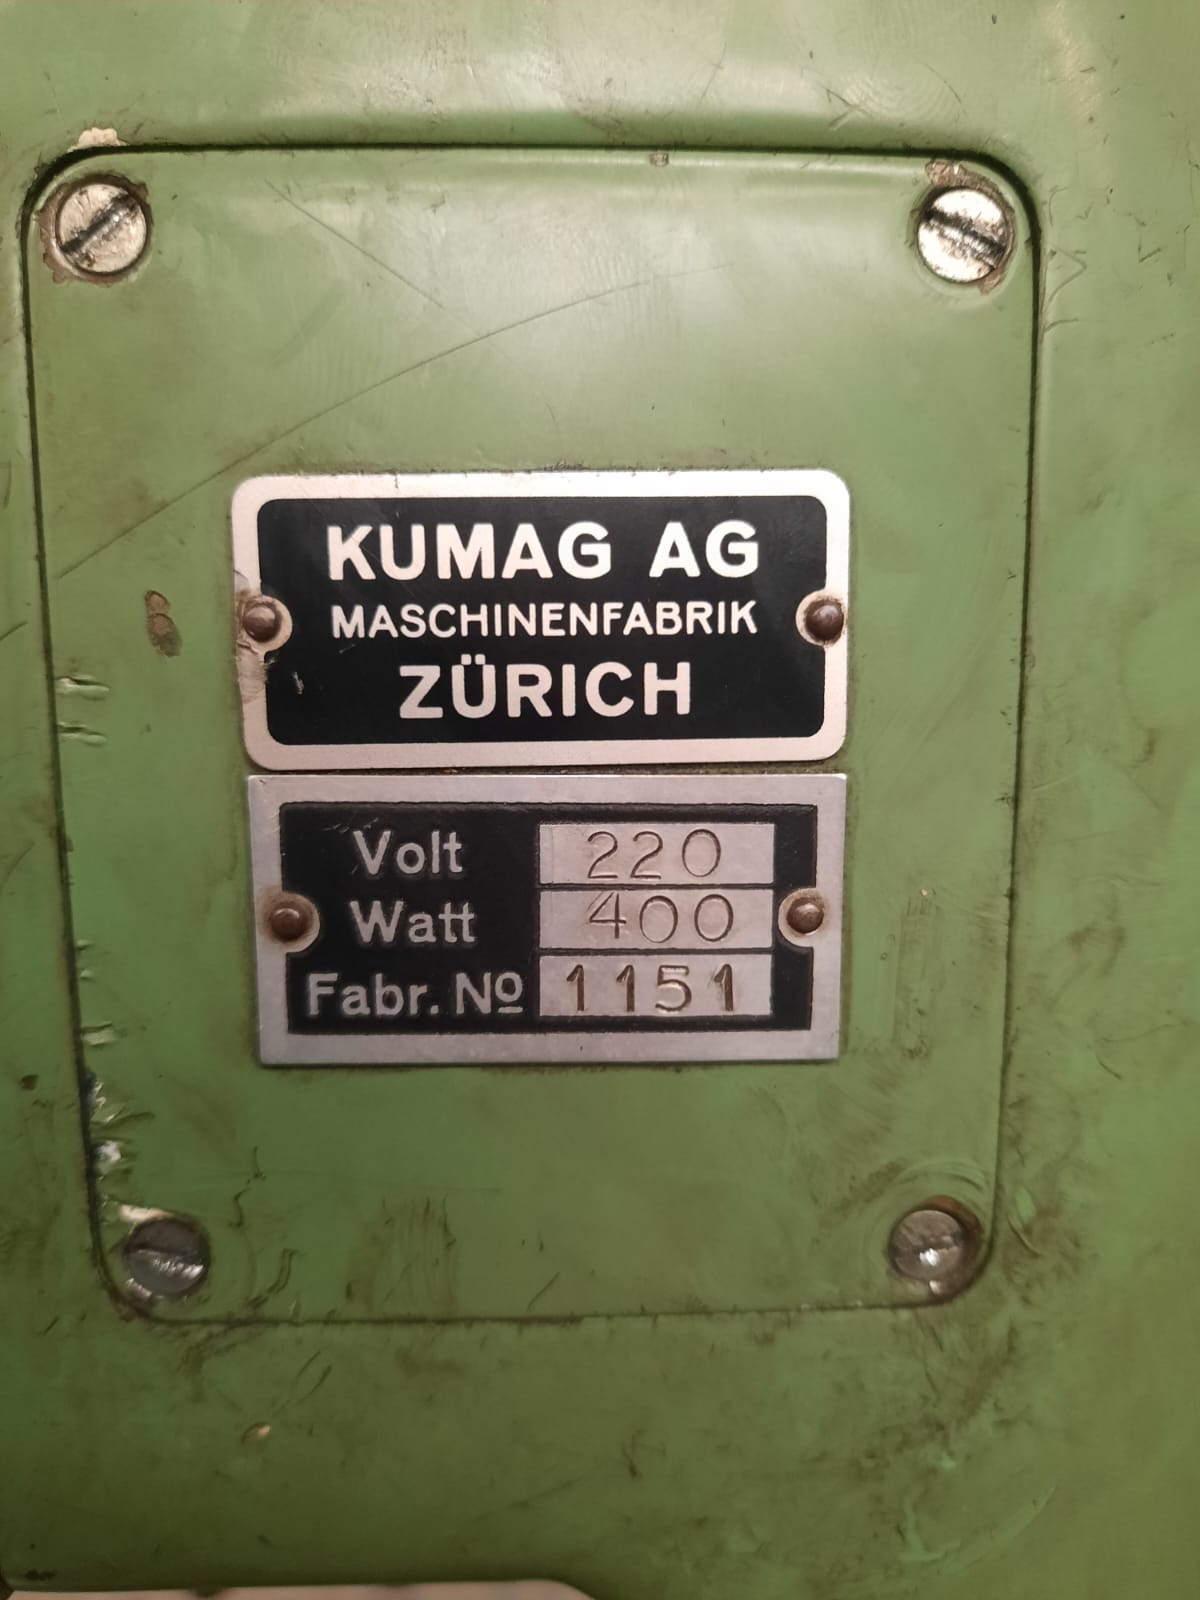 KUMAG AG
MASCHINENFABRIK
ZÜRICH
Volt 220
Watt 400
Fabr. Nº 1151